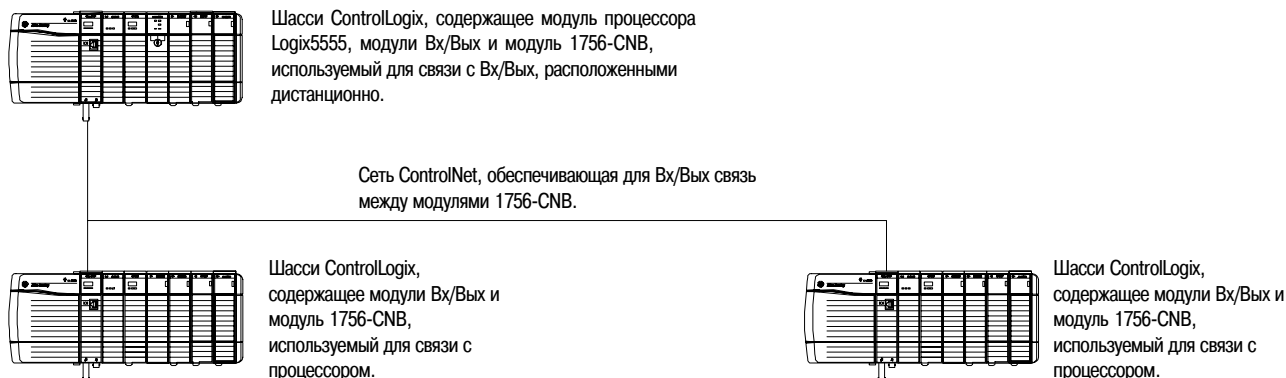 Шасси ControlLogix, содержащее модуль процессора
Logix5555, модули Вх/Вых и модуль 1756-CNB,
используемый для связи с Вх/Вых, расположенными
дистанционно.
Сеть ControlNet, обеспечивающая для Вх/Вых связь
между модулями 1756-CNB.
Шасси ControlLogix,
содержащее модули Вх/Вых и
модуль 1756-CNB,
используемый для связи с
процессором.
Шасси ControlLogix,
содержащее модули Вх/Вых и
модуль 1756-CNB,
используемый для связи с
процессором.